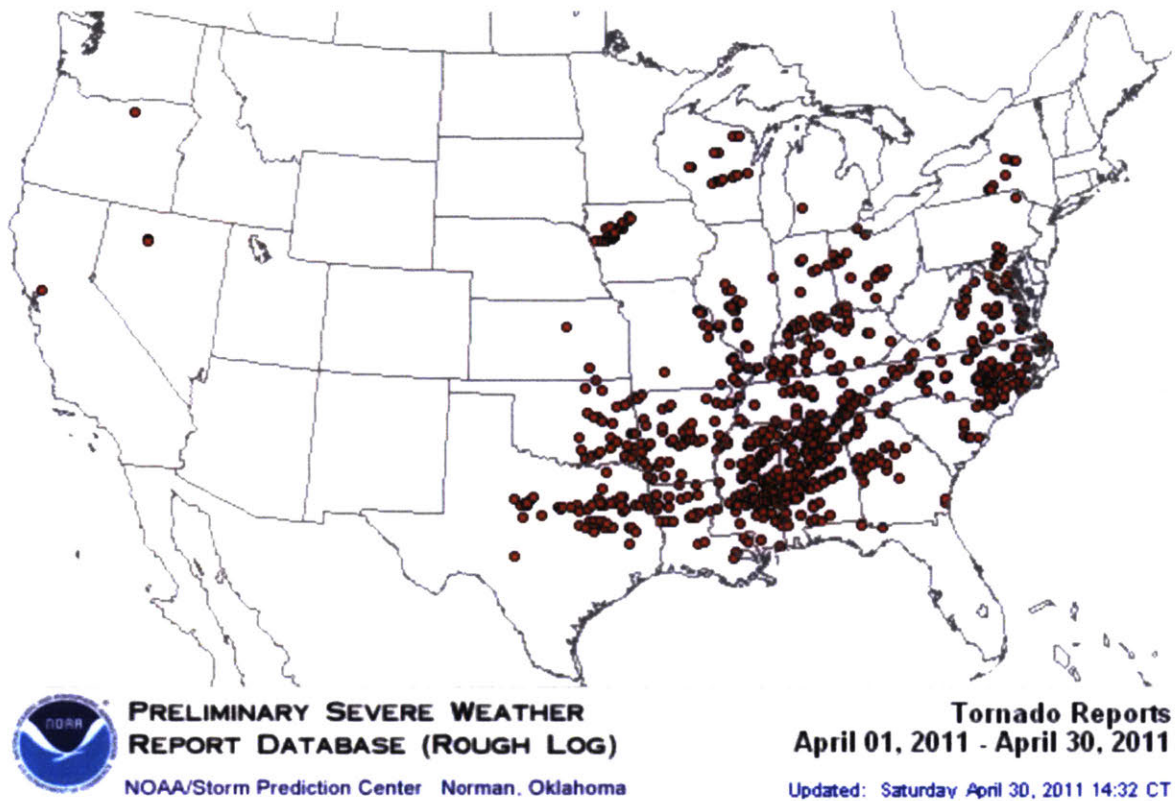 NOAA
PRELIMINARY SEVERE WEATHER
REPORT DATABASE (ROUGH LOG)
NOAA/Storm Prediction Center Norman, Oklahoma
Tornado Reports
April 01, 2011 - April 30, 2011
Updated: Saturday April 30, 2011 14:32 CT